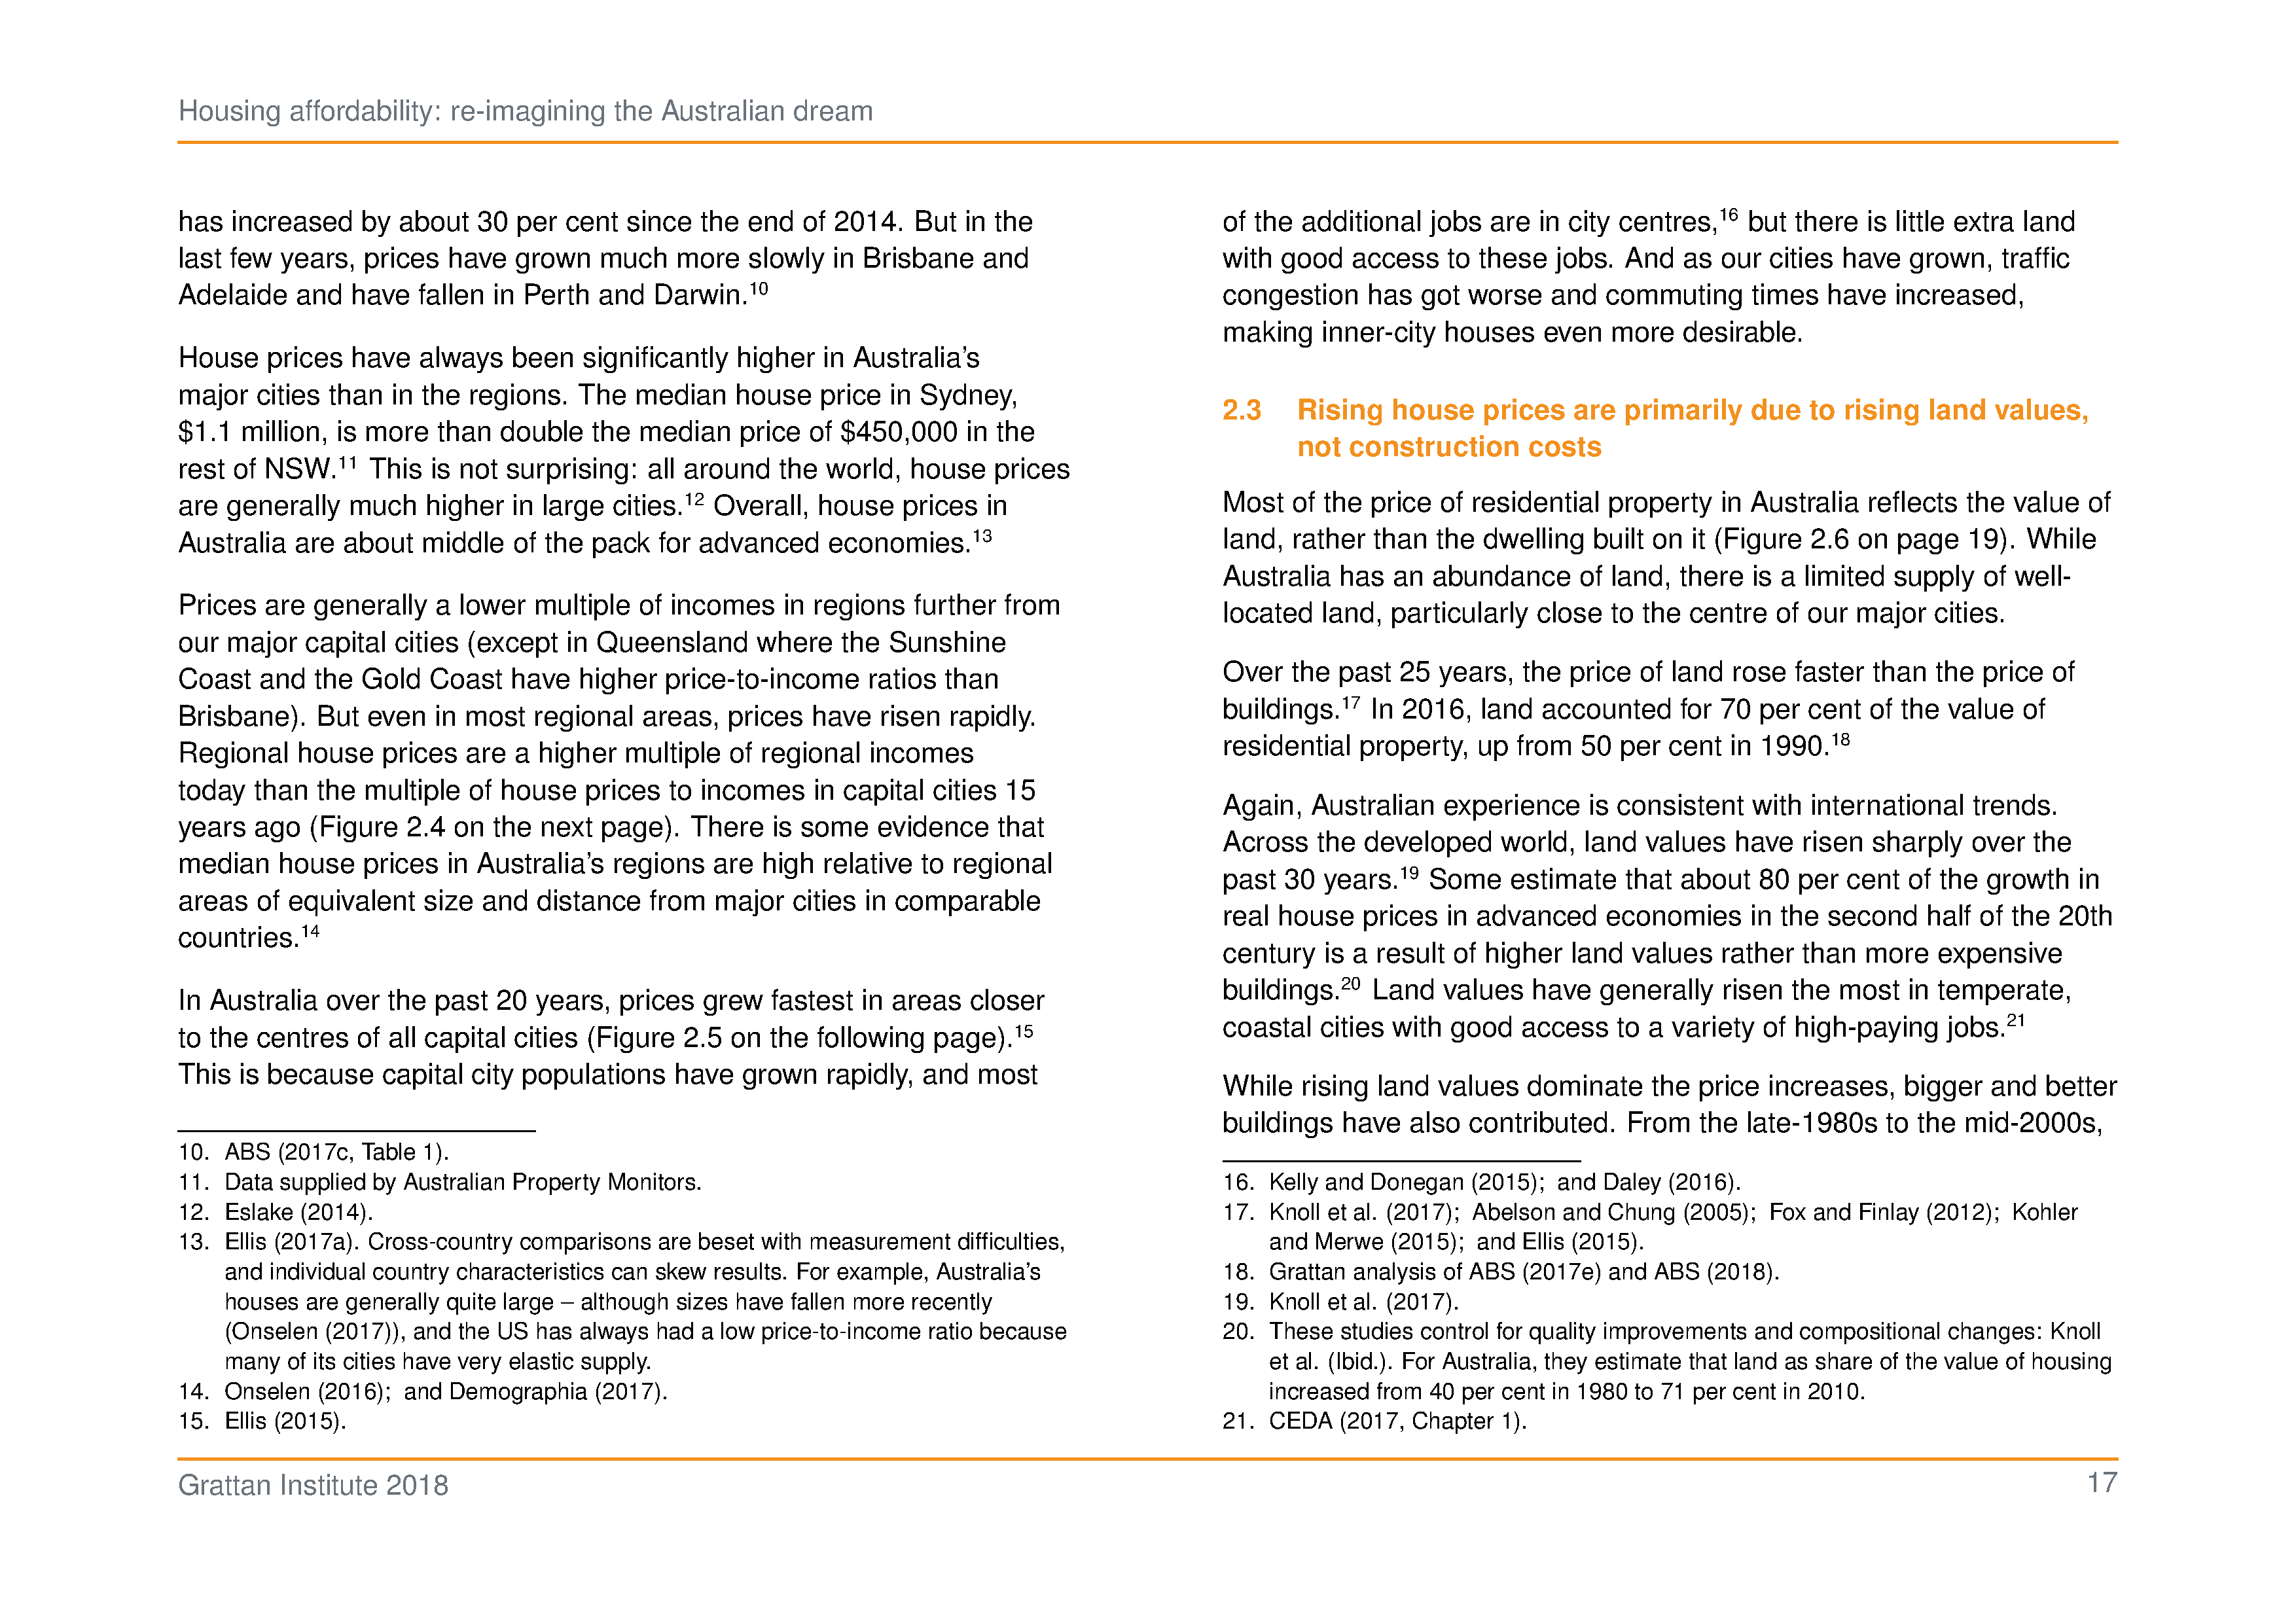 Housing affordability: re-imagining the Australian dream
has increased by about 30 per cent since the end of 2014. But in the
last few years, prices have grown much more slowly in Brisbane and
Adelaide and have fallen in Perth and Darwin.10
House prices have always been significantly higher in Australia’s
major cities than in the regions. The median house price in Sydney,
$1.1 million, is more than double the median price of $450,000 in the
rest of NSW.11 This is not surprising: all around the world, house prices
are generally much higher in large cities.12 Overall, house prices in
Australia are about middle of the pack for advanced economies.13
Prices are generally a lower multiple of incomes in regions further from
our major capital cities (except in Queensland where the Sunshine
Coast and the Gold Coast have higher price-to-income ratios than
Brisbane). But even in most regional areas, prices have risen rapidly.
Regional house prices are a higher multiple of regional incomes
today than the multiple of house prices to incomes in capital cities 15
years ago (Figure 2.4 on the next page). There is some evidence that
median house prices in Australia’s regions are high relative to regional
areas of equivalent size and distance from major cities in comparable
countries.14
In Australia over the past 20 years, prices grew fastest in areas closer
to the centres of all capital cities (Figure 2.5 on the following page).15
This is because capital city populations have grown rapidly, and most
10. ABS (2017c, Table 1).
11. Data supplied by Australian Property Monitors.
12. Eslake (2014).
13. Ellis (2017a). Cross-country comparisons are beset with measurement difficulties,
and individual country characteristics can skew results. For example, Australia’s
houses are generally quite large – although sizes have fallen more recently
(Onselen (2017)), and the US has always had a low price-to-income ratio because
many of its cities have very elastic supply.
14. Onselen (2016); and Demographia (2017).
15. Ellis (2015).
of the additional jobs are in city centres,16 but there is little extra land
with good access to these jobs. And as our cities have grown, traffic
congestion has got worse and commuting times have increased,
making inner-city houses even more desirable.
2.3 Rising house prices are primarily due to rising land values,
not construction costs
Most of the price of residential property in Australia reflects the value of
land, rather than the dwelling built on it (Figure 2.6 on page 19). While
Australia has an abundance of land, there is a limited supply of well-
located land, particularly close to the centre of our major cities.
Over the past 25 years, the price of land rose faster than the price of
buildings.17 In 2016, land accounted for 70 per cent of the value of
residential property, up from 50 per cent in 1990.18
Again, Australian experience is consistent with international trends.
Across the developed world, land values have risen sharply over the
past 30 years.19 Some estimate that about 80 per cent of the growth in
real house prices in advanced economies in the second half of the 20th
century is a result of higher land values rather than more expensive
buildings.20 Land values have generally risen the most in temperate,
coastal cities with good access to a variety of high-paying jobs.21
While rising land values dominate the price increases, bigger and better
buildings have also contributed. From the late-1980s to the mid-2000s,
16. Kelly and Donegan (2015); and Daley (2016).
17. Knoll et al. (2017); Abelson and Chung (2005); Fox and Finlay (2012); Kohler
and Merwe (2015); and Ellis (2015).
18. Grattan analysis of ABS (2017e) and ABS (2018).
19. Knoll et al. (2017).
20. These studies control for quality improvements and compositional changes: Knoll
et al. (Ibid.). For Australia, they estimate that land as share of the value of housing
increased from 40 per cent in 1980 to 71 per cent in 2010.
21. CEDA (2017, Chapter 1).
Grattan Institute 2018
17